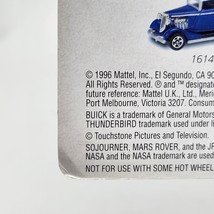 1614
© 1996 Mattel, Inc., El Segundo, CA 90
All Rights Reserved. ® and ™ designate
future reference: Mattel U.K. Ltd., Meri
Port Melbourne, Victoria 3207. Consum
BUICK is a trademark of General Motors
THUNDERBIRD trademark used under li
© Touchstone Pictures and Television.
SOJOURNER, MARS ROVER, and the JP
NASA and the NASA trademark are used
NOT FOR USE WITH SOME HOT WHEEL